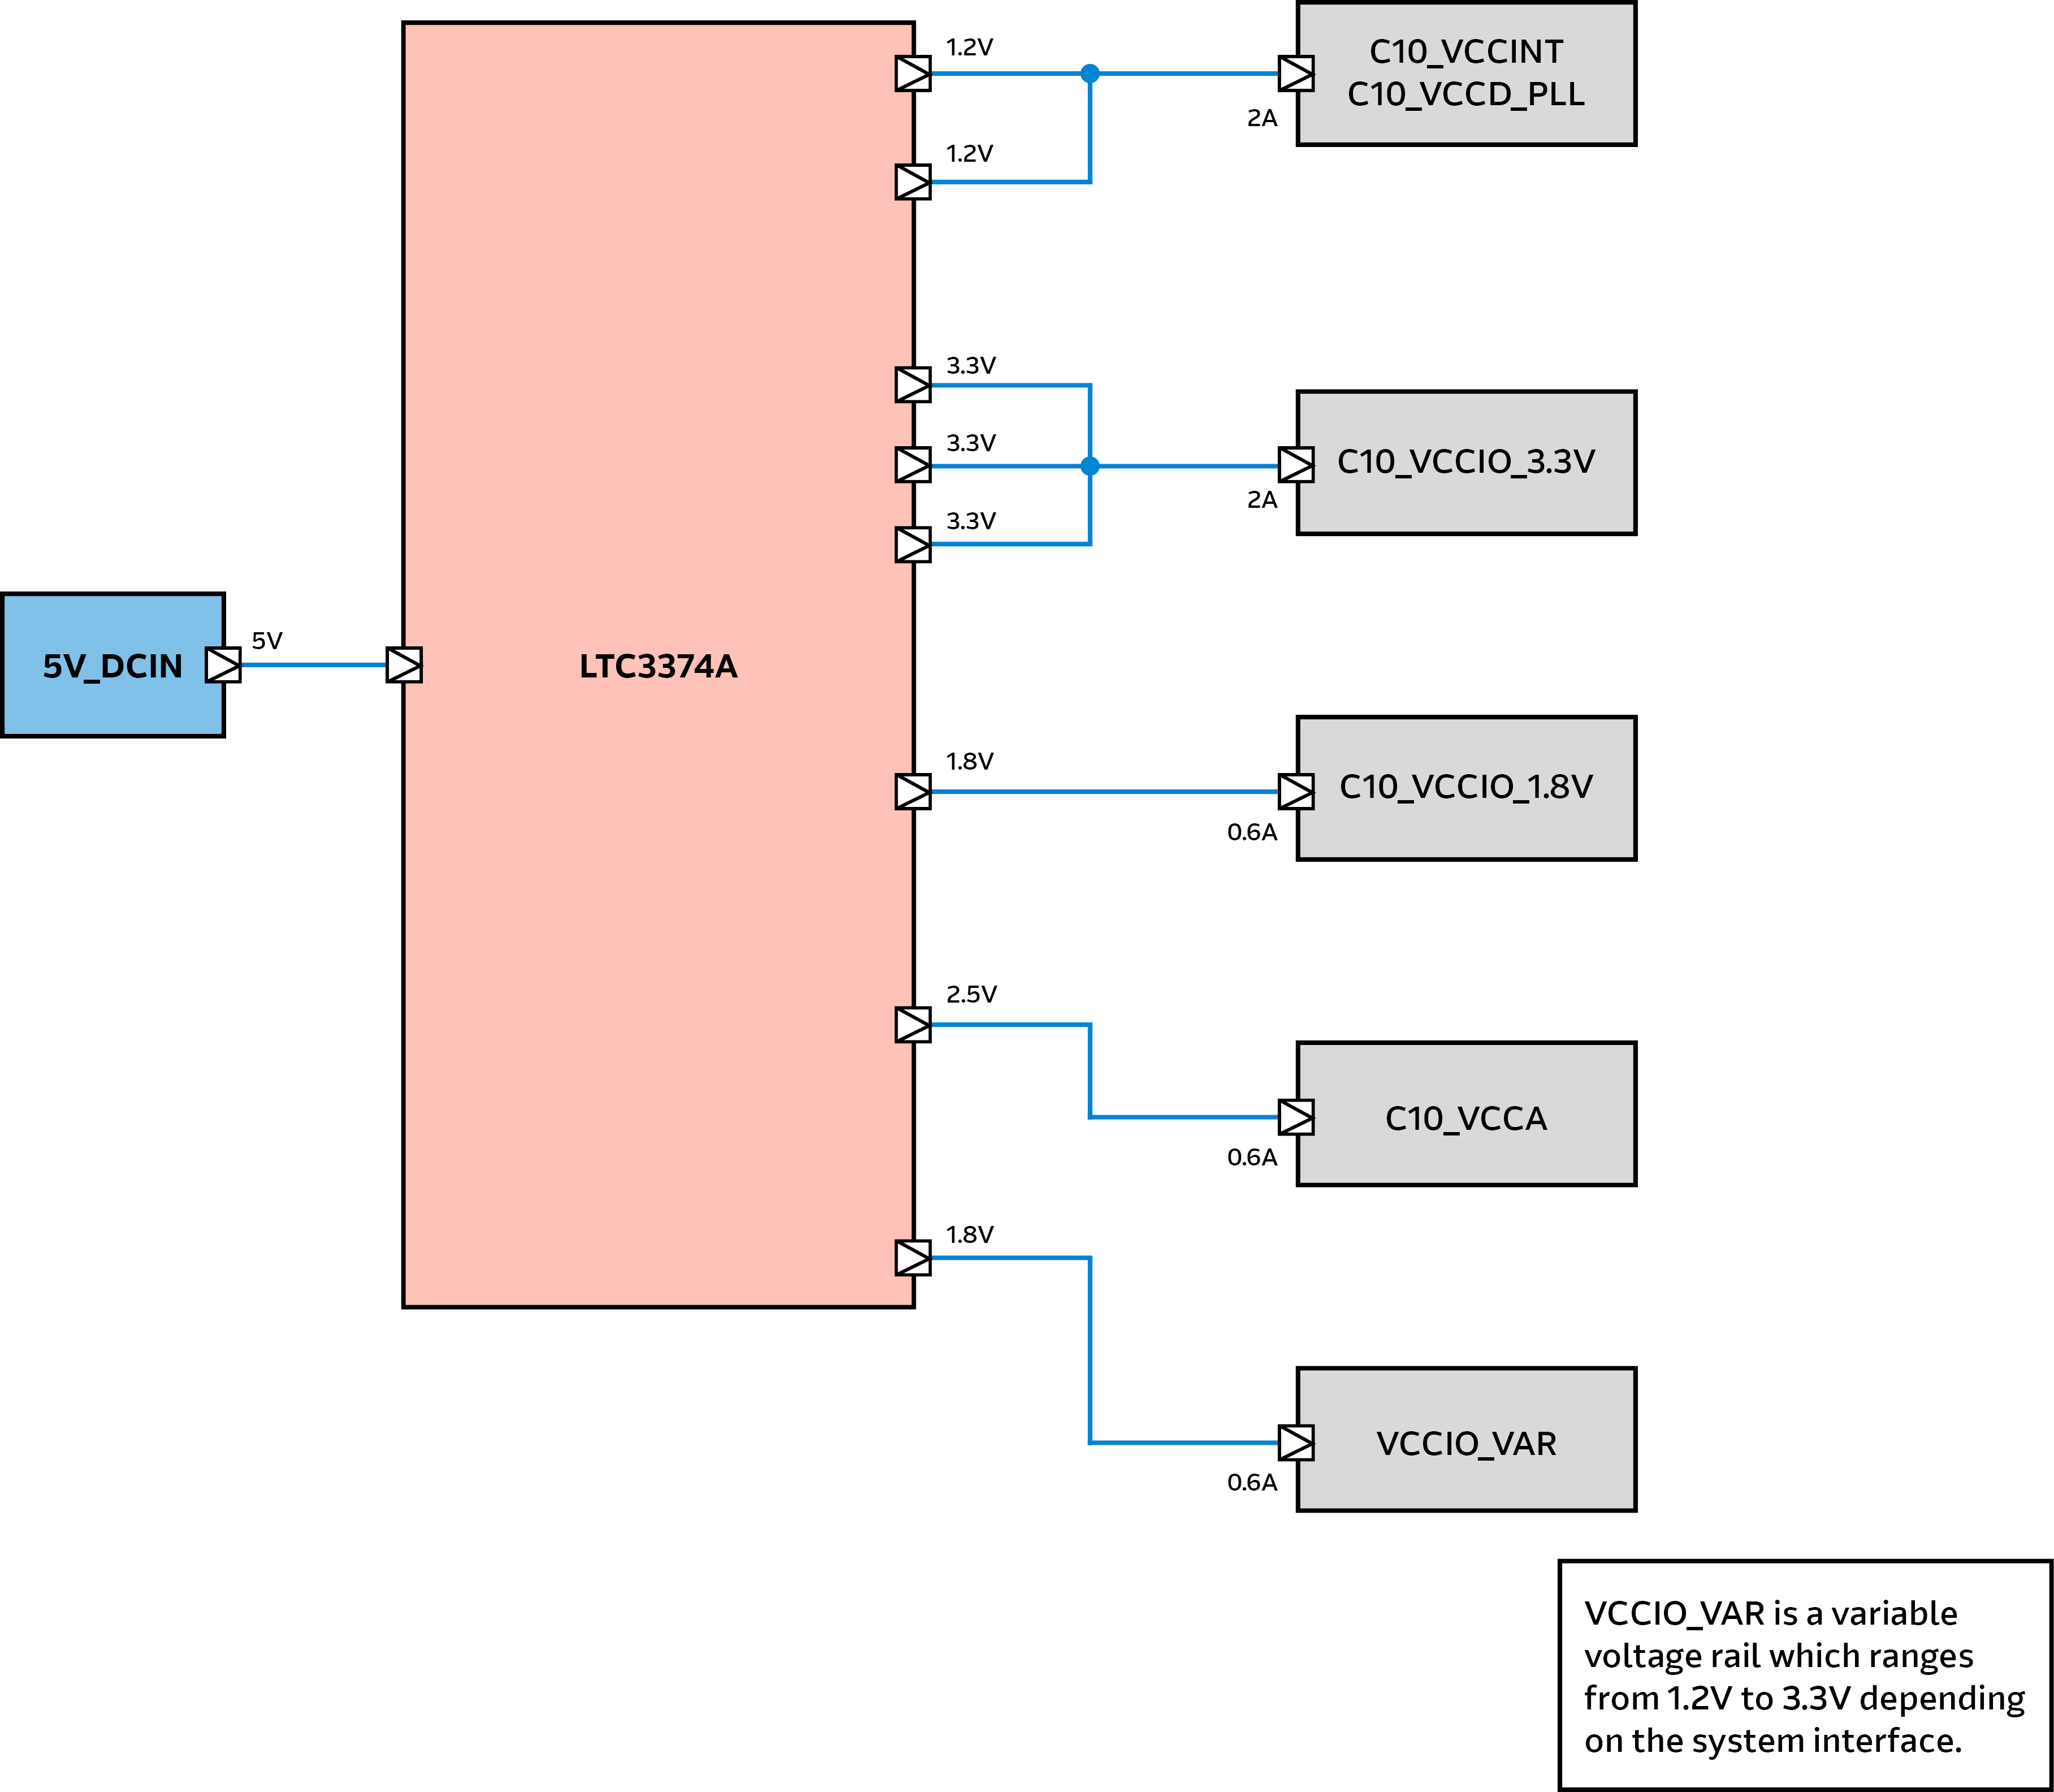 1.2V
C10_VCCINT
C10_VCCD_PLL
2A
1.2V
3.3V
3.3V
C10_VCCIO_3.3V
2A
3.3V
5V_DCIN
5V
LTC3374A
1.8V
C10_VCCIO_1.8V
0.6A
2.5V
C10_VCCA
0.6A
1.8V
VCCIO_VAR
0.6A
VCCIO_VAR is a variable
voltage rail which ranges
from 1.2V to 3.3V depending
on the system interface.